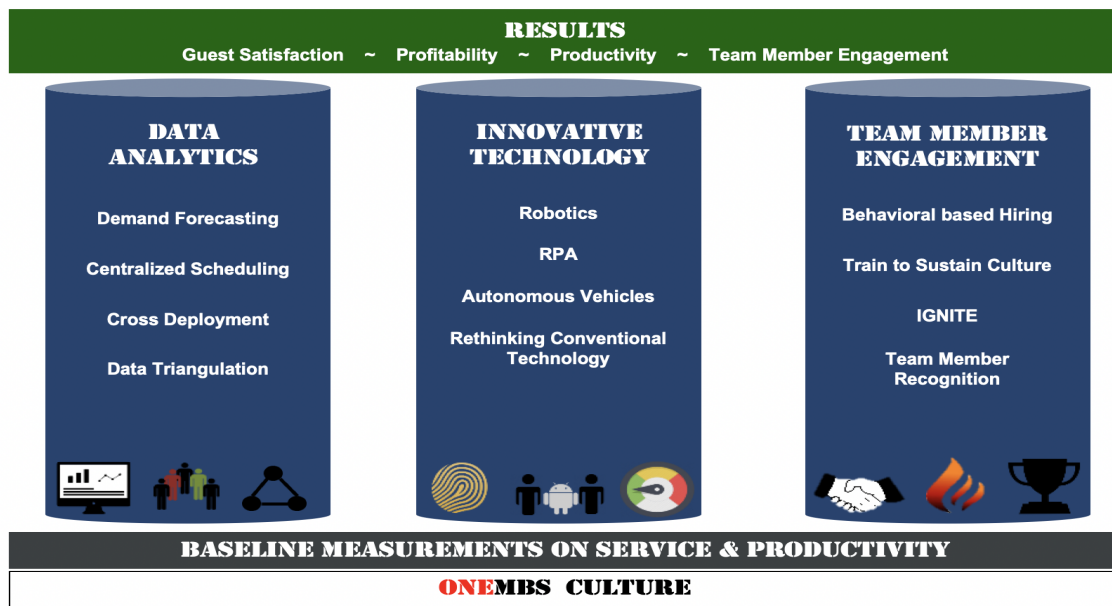 RESULTS
Guest Satisfaction ~ Profitability ~ Productivity ~ Team Member Engagement
DATA
ANALYTICS
Demand Forecasting
Centralized Scheduling
Cross Deployment
Data Triangulation
INNOVATIVE
TECHNOLOGY
Robotics
RPA
Autonomous Vehicles
Rethinking Conventional
Technology
TEAM MEMBER
ENGAGEMENT
Behavioral based Hiring
Train to Sustain Culture
IGNITE
Team Member
Recognition
BASELINE MEASUREMENTS ON SERVICE & PRODUCTIVITY
ONEMBS CULTURE